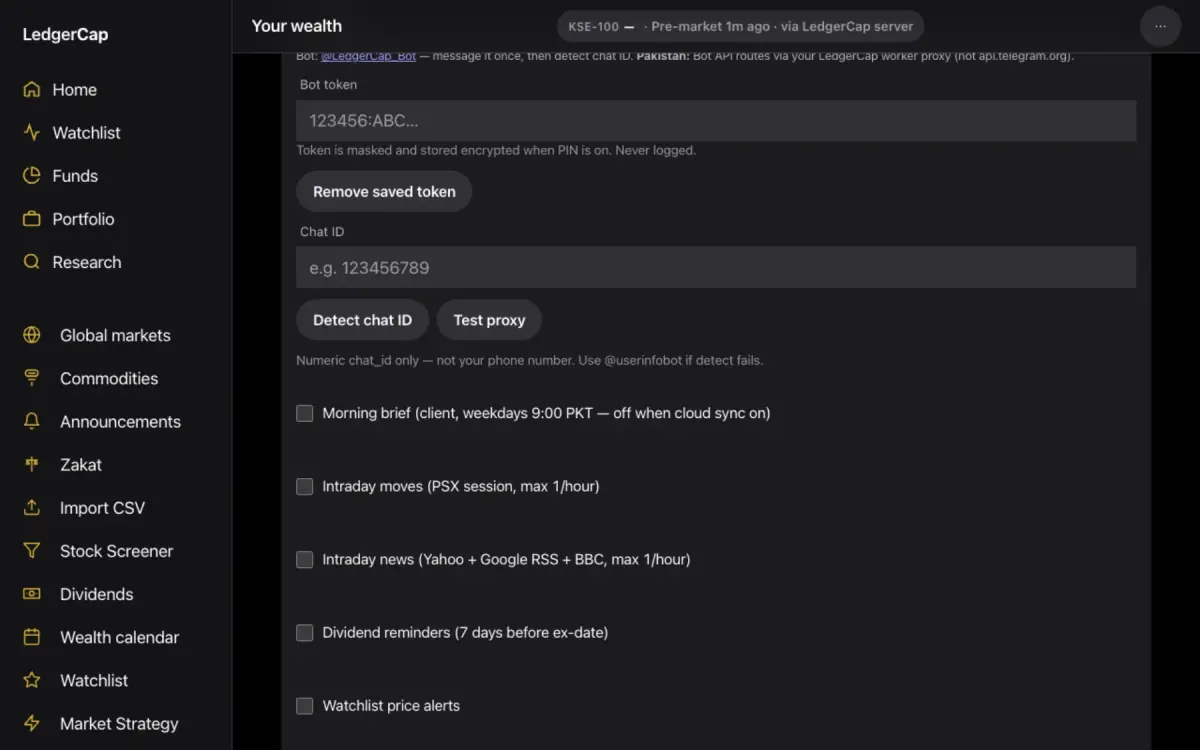 LedgerCap
Home
Watchlist
Funds
Portfolio
Research
Global markets
Commodities
Announcements
Zakat
Import CSV
Stock Screener
Dividends
Wealth calendar
Watchlist
Market Strategy
Your wealth
KSE-100 — · Pre-market 1m ago · via LedgerCap server
...
Bot: @LedgerCap_Bot — message it once, then detect chat ID. Pakistan: Bot API routes via your LedgerCap worker proxy (not api.telegram.org).
Bot token
123456:ABC...
Token is masked and stored encrypted when PIN is on. Never logged.
Remove saved token
Chat ID
e.g. 123456789
Detect chat ID
Test proxy
Numeric chat_id only — not your phone number. Use @userinfobot if detect fails.
Morning brief (client, weekdays 9:00 PKT — off when cloud sync on)
Intraday moves (PSX session, max 1/hour)
Intraday news (Yahoo + Google RSS + BBC, max 1/hour)
Dividend reminders (7 days before ex-date)
Watchlist price alerts